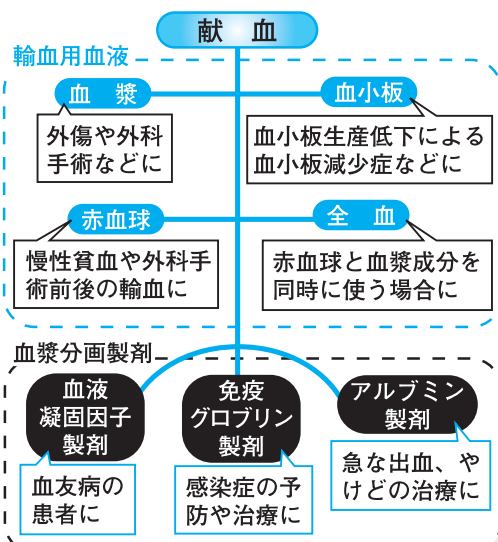 献血
輸血用血液
血漿
外傷や外科
手術などに
血小板
血小板生産低下による
血小板減少症などに
赤血球
慢性貧血や外科手
術前後の輸血に
全血
赤血球と血漿成分を
同時に使う場合に
血漿分画製剤
血液
凝固因子
製剤
血友病の
患者に
免疫
グロブリン
製剤
感染症の予
防や治療に
アルブミン
製剤
急な出血、や
けどの治療に